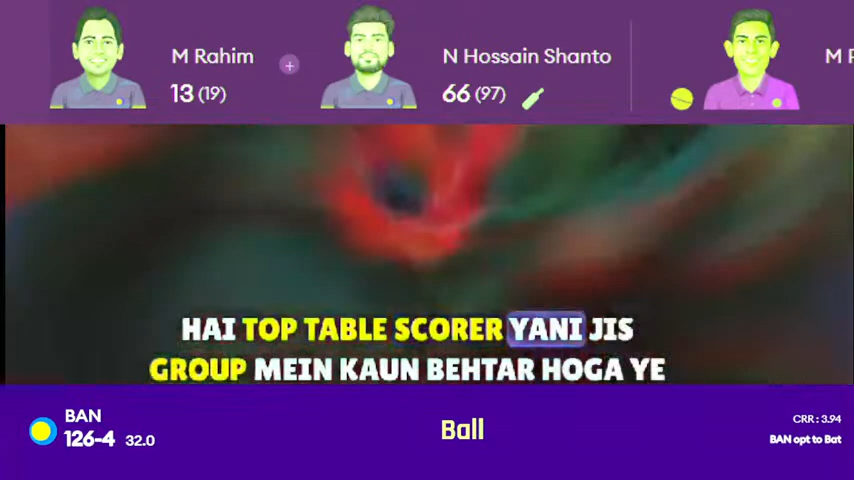 M Rahim
13 (19)
N Hossain Shanto
66 (97)
M
HAI TOP TABLE SCORER YANI JIS
GROUP MEIN KAUN BEHTAR HOGA YE
BAN
126-4 32.0
Ball
CRR : 3.94
BAN opt to Bat